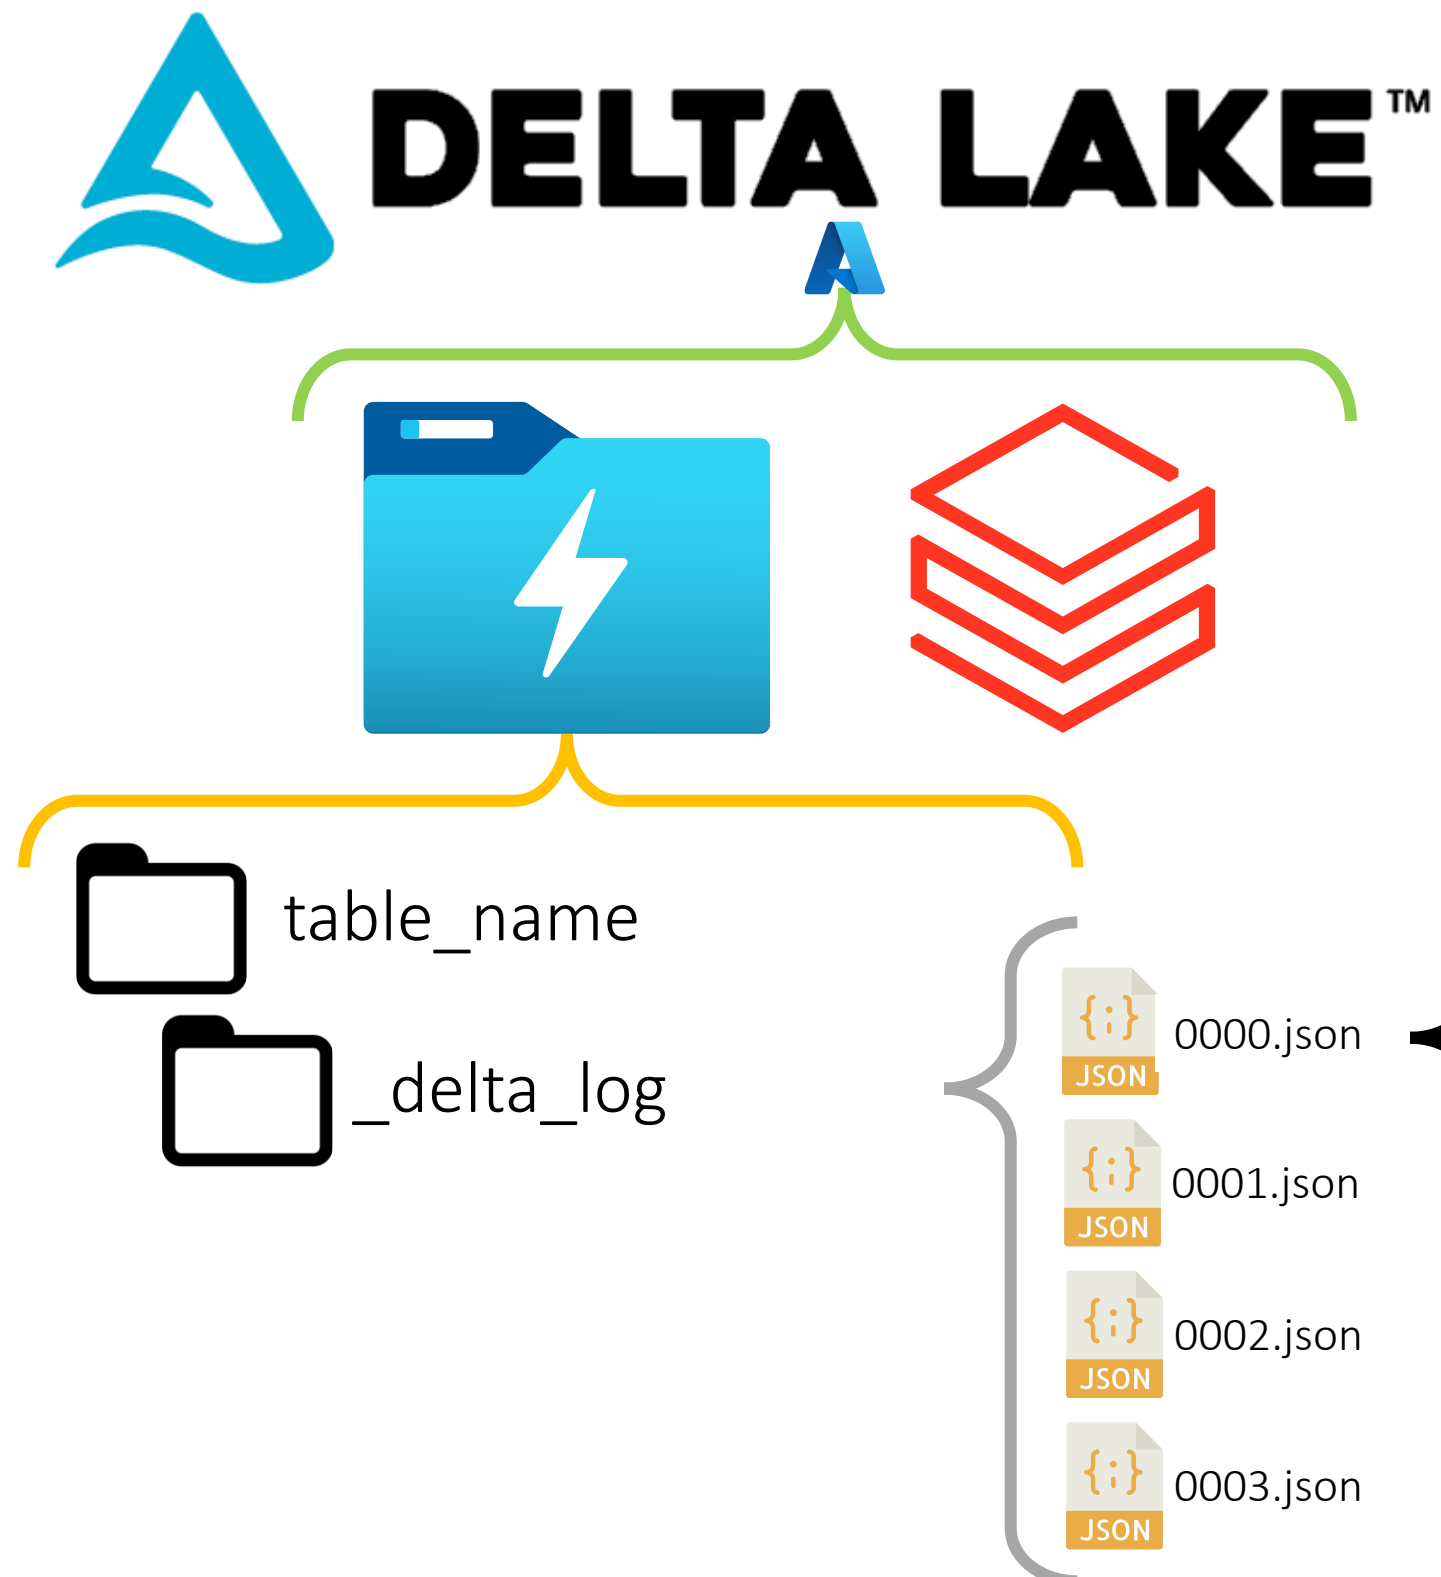 DELTA LAKE™
table_name
_delta_log
{;}
JSON
0000.json
{;}
JSON
0001.json
{;}
JSON
0002.json
{;}
JSON
0003.json